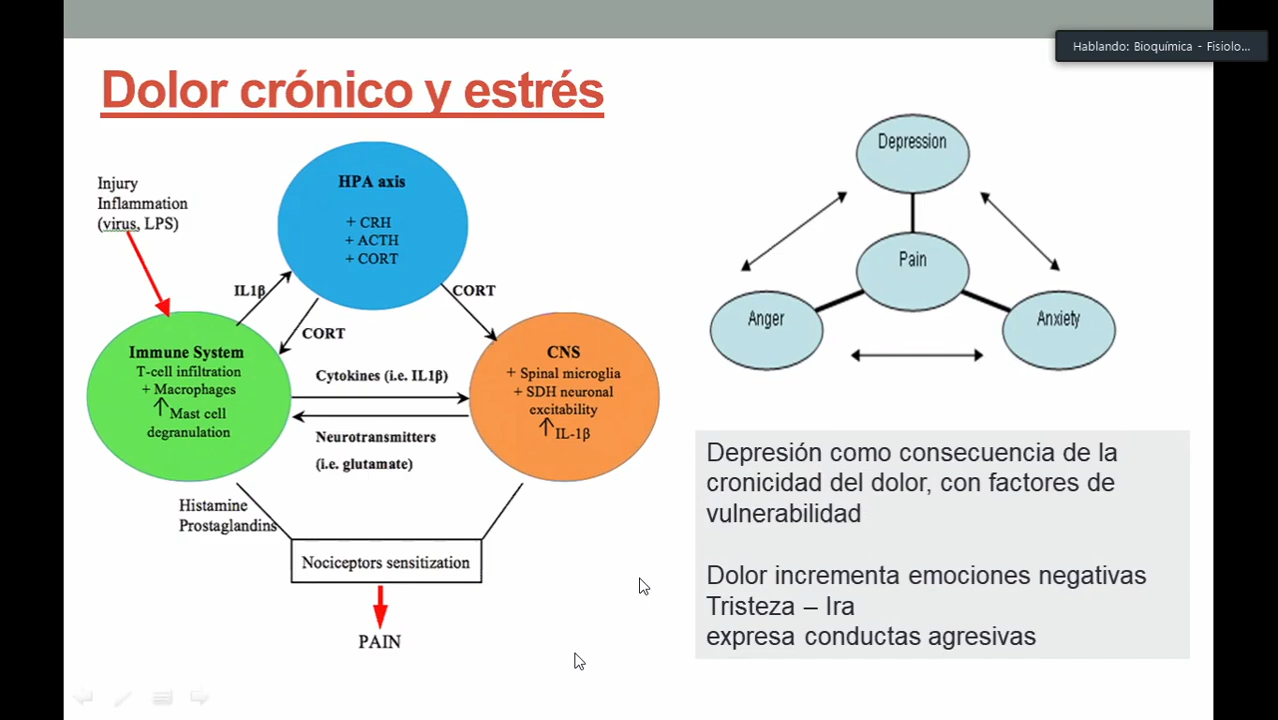 Hablando: Bioquímica - Fisiolo...
Dolor crónico y estrés
Injury
Inflammation
(virus, LPS)
HPA axis
+ CRH
+ ACTH
+ CORT
IL1β
CORT
CORT
Immune System
T-cell infiltration
+ Macrophages
↑ Mast cell
degranulation
Cytokines (i.e. IL1β)
Neurotransmitters
(i.e. glutamate)
CNS
+ Spinal microglia
+ SDH neuronal
excitability
↑ IL-1β
Histamine
Prostaglandins
Nociceptors sensitization
PAIN
Depression
Pain
Anger
Anxiety
Depresión como consecuencia de la
cronicidad del dolor, con factores de
vulnerabilidad
Dolor incrementa emociones negativas
Tristeza – Ira
expresa conductas agresivas